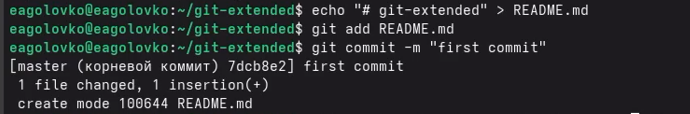 eagolovko@eagolovko:~/git-extended$ echo "# git-extended" > README.md
eagolovko@eagolovko:~/git-extended$ git add README.md
eagolovko@eagolovko:~/git-extended$ git commit -m "first commit"
[master (корневой коммит) 7dcb8e2] first commit
 1 file changed, 1 insertion(+)
 create mode 100644 README.md